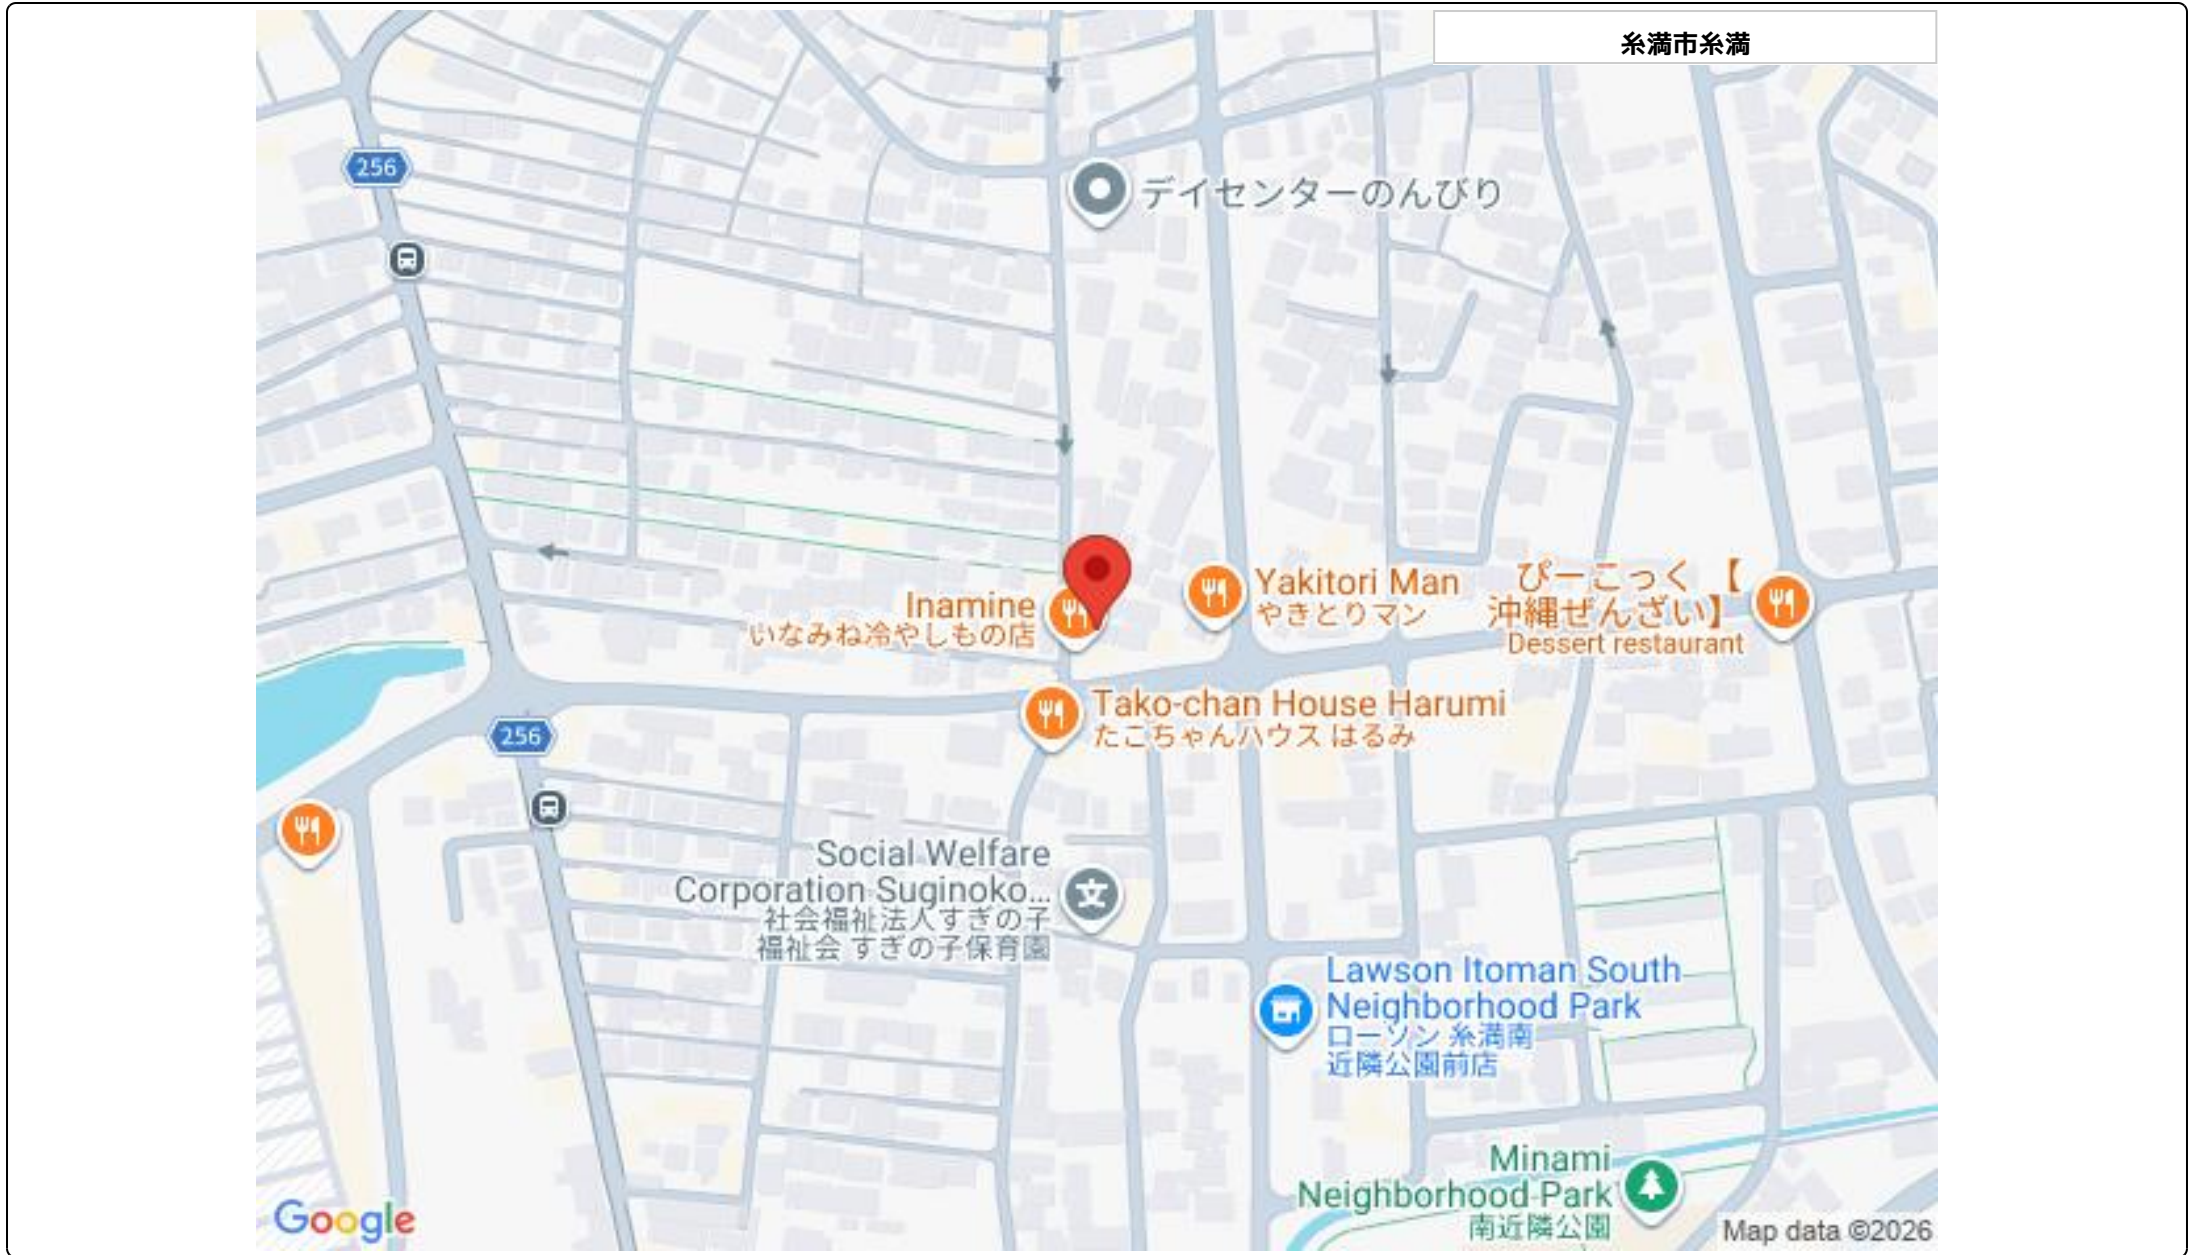 糸満市糸満
256
デイセンターのんびり
Inamine
いなみね冷やしもの店
Yakitori Man
やきとりマン
ぴーこっく 【
沖縄ぜんざい】
Dessert restaurant
Tako-chan House Harumi
たこちゃんハウス はるみ
256
Social Welfare
Corporation Suginoko...
社会福祉法人すぎの子
福祉会 すぎの子保育園
文
Lawson Itoman South
Neighborhood Park
ローソン 糸満南
近隣公園前店
Minami
Neighborhood Park
南近隣公園
Google
Map data ©2026